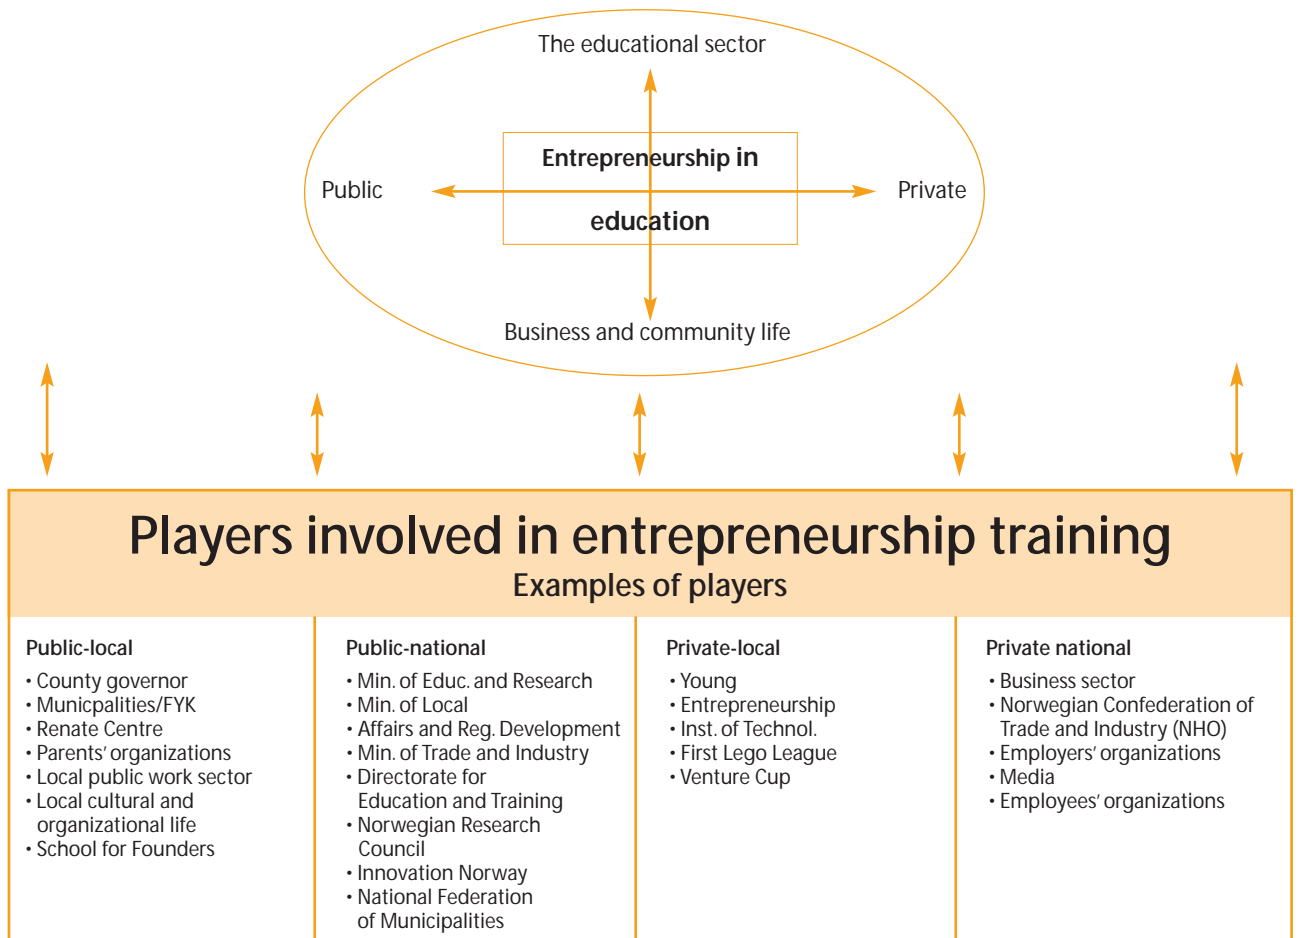 The educational sector
Entrepreneurship in
Public
Private
education
Business and community life
Players involved in entrepreneurship training
Examples of players
Public-local
• County governor
• Municpalities/FYK
• Renate Centre
• Parents' organizations
• Local public work sector
• Local cultural and
organizational life
• School for Founders
Public-national
• Min. of Educ. and Research
• Min. of Local
• Affairs and Reg. Development
• Min. of Trade and Industry
• Directorate for
Education and Training
• Norwegian Research
Council
• Innovation Norway
• National Federation
of Municipalities
Private-local
• Young
• Entrepreneurship
• Inst. of Technol.
• First Lego League
• Venture Cup
Private national
• Business sector
• Norwegian Confederation of
Trade and Industry (NHO)
• Employers' organizations
• Media
• Employees' organizations